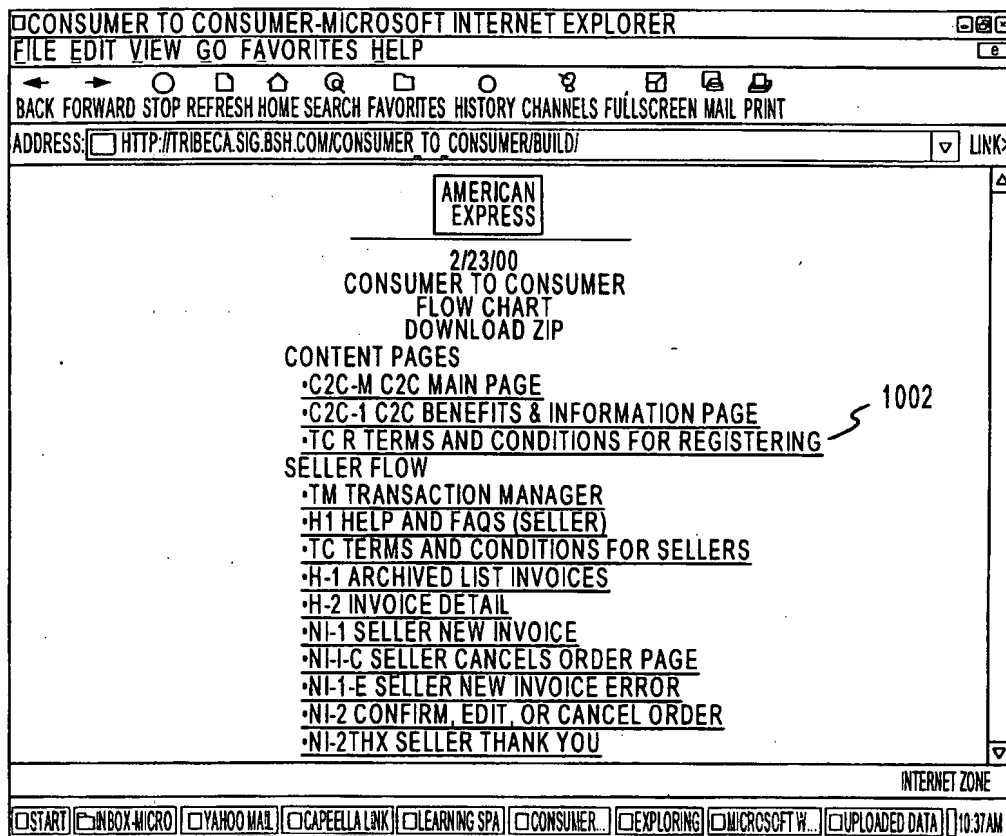 CONSUMER TO CONSUMER-MICROSOFT INTERNET EXPLORER
FILE EDIT VIEW GO FAVORITES HELP
e
BACK FORWARD STOP REFRESH HOME SEARCH FAVORITES HISTORY CHANNELS FULLSCREEN MAIL PRINT
ADDRESS: HTTP://TRIBECA.SIG.BSH.COM/CONSUMER_TO_CONSUMER/BUILD/ LINK>
AMERICAN
EXPRESS
2/23/00
CONSUMER TO CONSUMER
FLOW CHART
DOWNLOAD ZIP
CONTENT PAGES
•C2C-M C2C MAIN PAGE
•C2C-1 C2C BENEFITS & INFORMATION PAGE
1002
•TC R TERMS AND CONDITIONS FOR REGISTERING
SELLER FLOW
•TM TRANSACTION MANAGER
•H1 HELP AND FAQS (SELLER)
•TC TERMS AND CONDITIONS FOR SELLERS
•H-1 ARCHIVED LIST INVOICES
•H-2 INVOICE DETAIL
•NI-1 SELLER NEW INVOICE
•NI-I-C SELLER CANCELS ORDER PAGE
•NI-1-E SELLER NEW INVOICE ERROR
•NI-2 CONFIRM, EDIT, OR CANCEL ORDER
•NI-2THX SELLER THANK YOU
INTERNET ZONE
START INBOX-MICRO YAHOO MAIL CAPEELLA LINK LEARNING SPA CONSUMER... EXPLORING MICROSOFT W... UPLOADED DATA 10:37AM